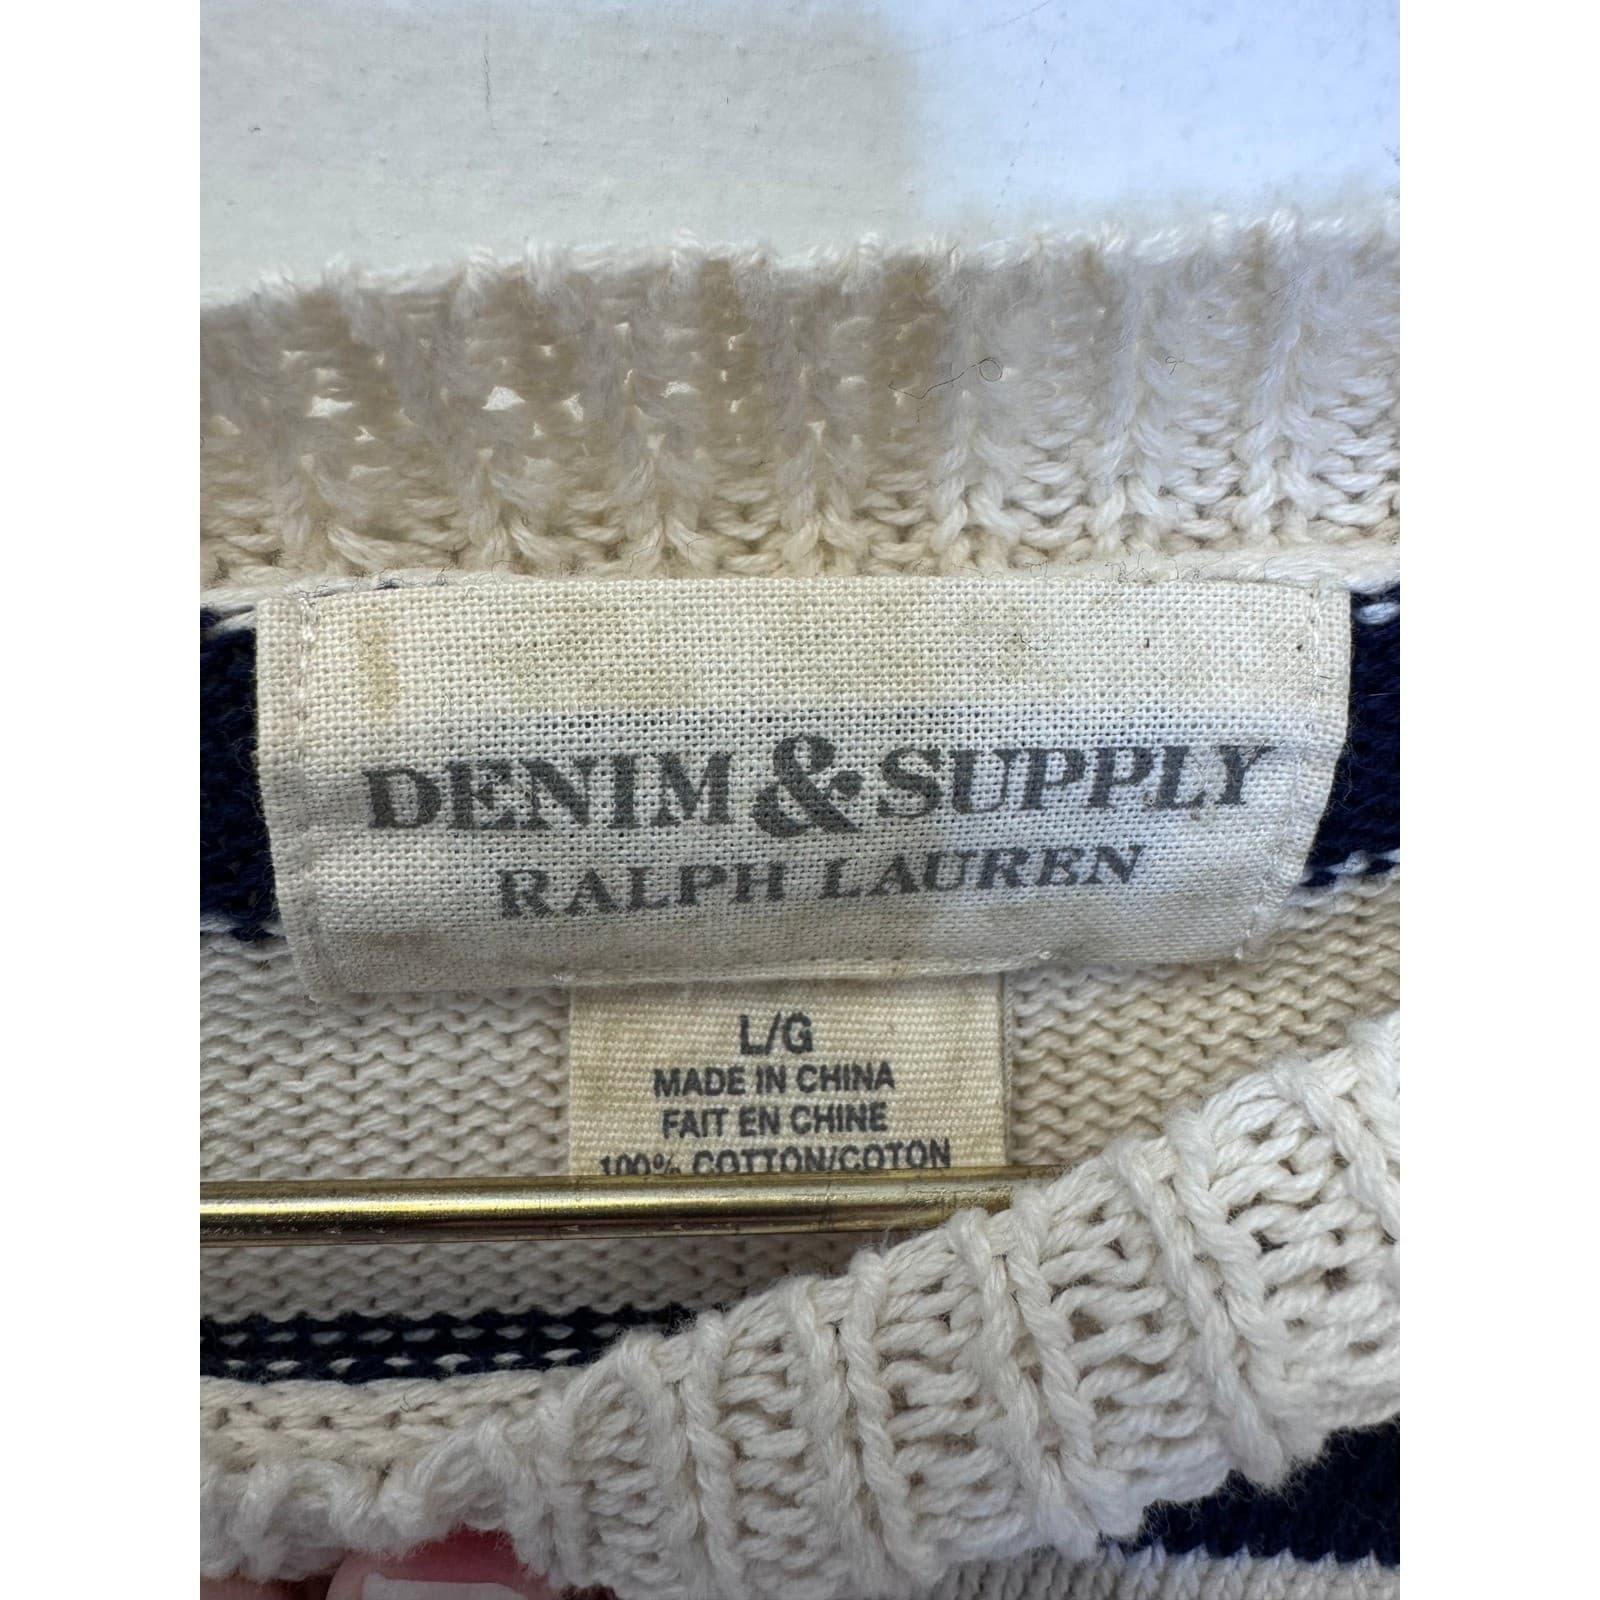 DENIM & SUPPLY
RALPH LAUREN
L/G
MADE IN CHINA
FAIT EN CHINE
100% COTTON/COTON